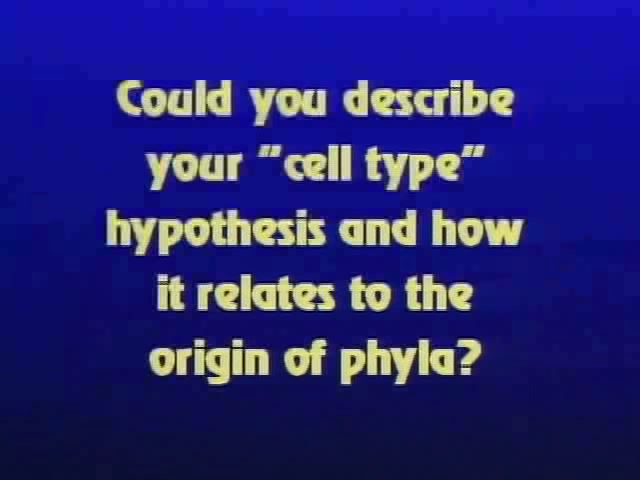 Could you describe
your "cell type"
hypothesis and how
it relates to the
origin of phyla?